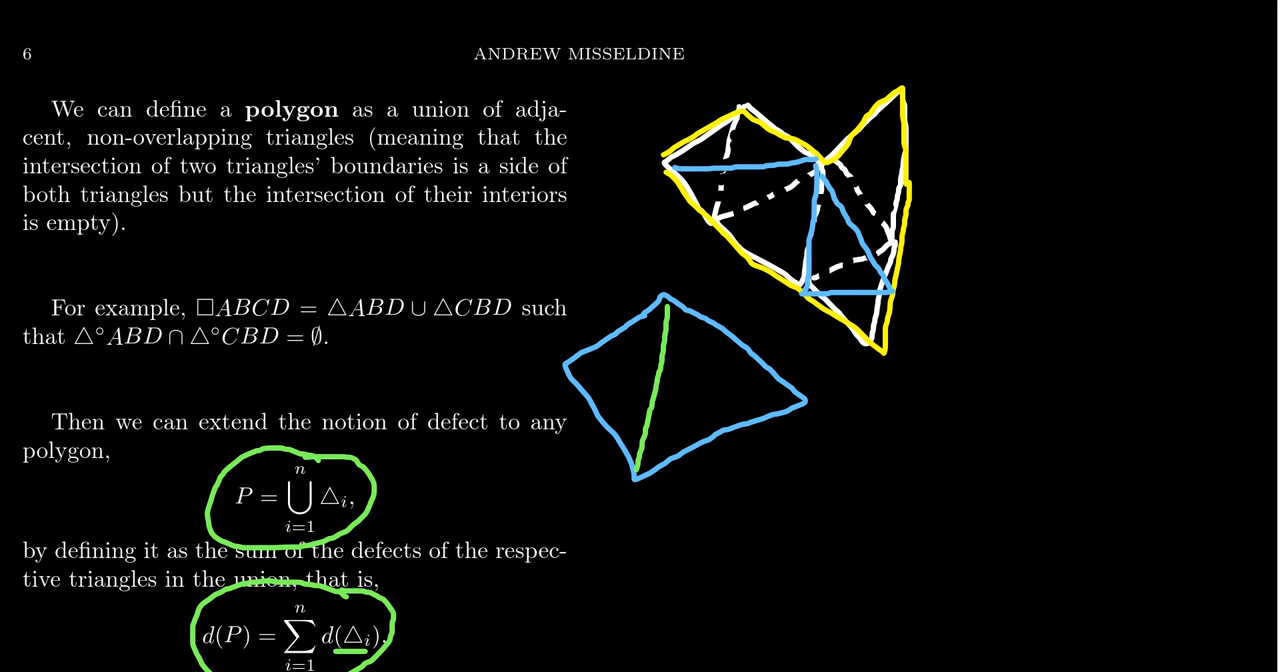 6
ANDREW MISSELDINE
We can define a polygon as a union of adja-
cent, non-overlapping triangles (meaning that the
intersection of two triangles' boundaries is a side of
both triangles but the intersection of their interiors
is empty).
For example, □ABCD = △ABD ∪ △CBD such
that △°ABD ∩ △°CBD = ∅.
Then we can extend the notion of defect to any
polygon,
n
P = ⋃ △i,
i=1
by defining it as the sum of the defects of the respec-
tive triangles in the union, that is,
n
d(P) = ∑ d(△i).
i=1